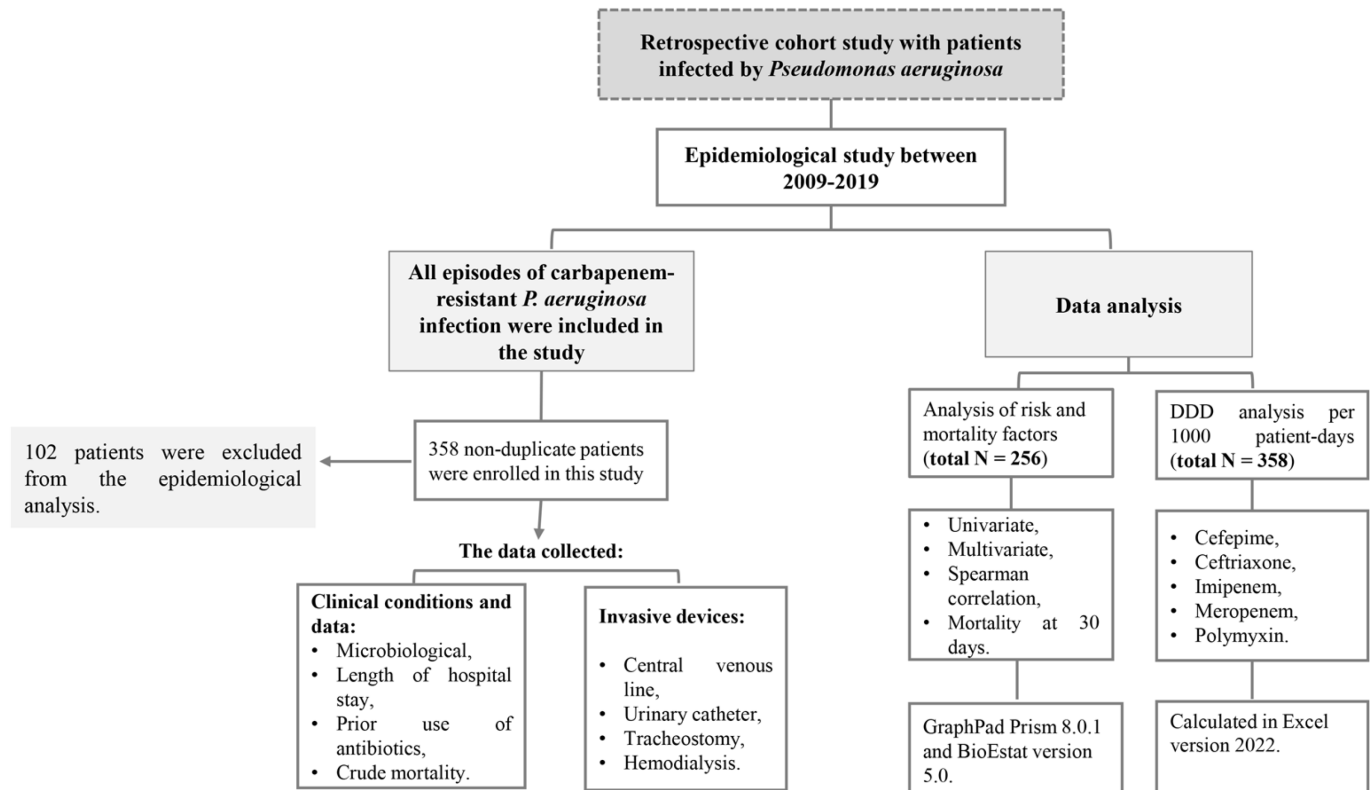 Retrospective cohort study with patients
infected by Pseudomonas aeruginosa
Epidemiological study between
2009-2019
All episodes of carbapenem-
resistant P. aeruginosa
infection were included in
the study
358 non-duplicate patients
were enrolled in this study
102 patients were excluded
from the epidemiological
analysis.
The data collected:
Clinical conditions and
data:
• Microbiological,
• Length of hospital
stay,
• Prior use of
antibiotics,
• Crude mortality.
Invasive devices:
• Central venous
line,
• Urinary catheter,
• Tracheostomy,
• Hemodialysis.
Data analysis
Analysis of risk and
mortality factors
(total N = 256)
• Univariate,
• Multivariate,
• Spearman
correlation,
• Mortality at 30
days.
GraphPad Prism 8.0.1
and BioEstat version
5.0.
DDD analysis per
1000 patient-days
(total N = 358)
• Cefepime,
• Ceftriaxone,
• Imipenem,
• Meropenem,
• Polymyxin.
Calculated in Excel
version 2022.